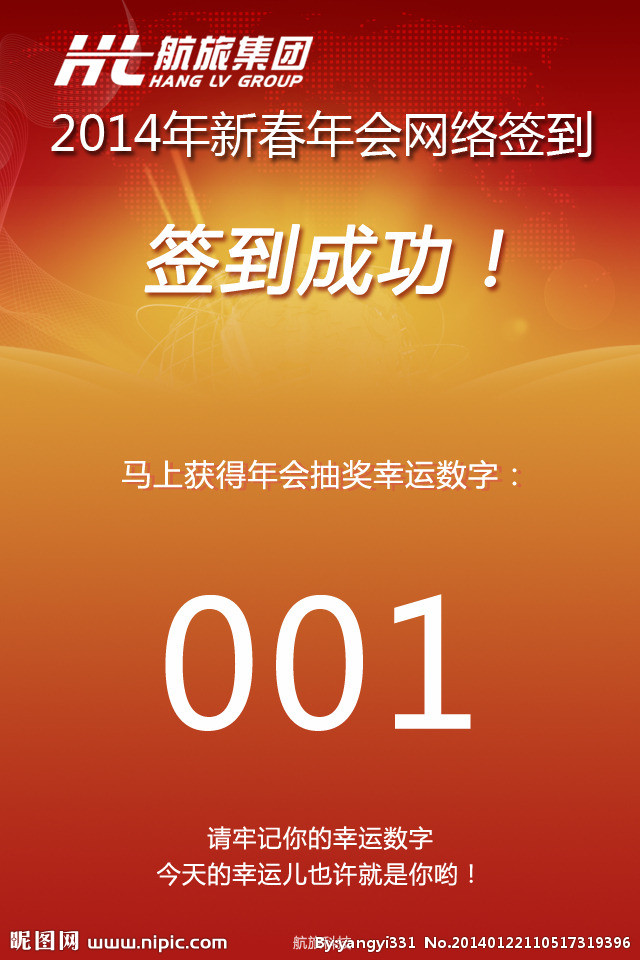 航旅集团
HANG LV GROUP
2014年新春年会网络签到
签到成功！
马上获得年会抽奖幸运数字：
001
请牢记你的幸运数字
今天的幸运儿也许就是你哟！
昵图网 www.nipic.com
航旅科技
By:yangyi331 No.20140122110517319396